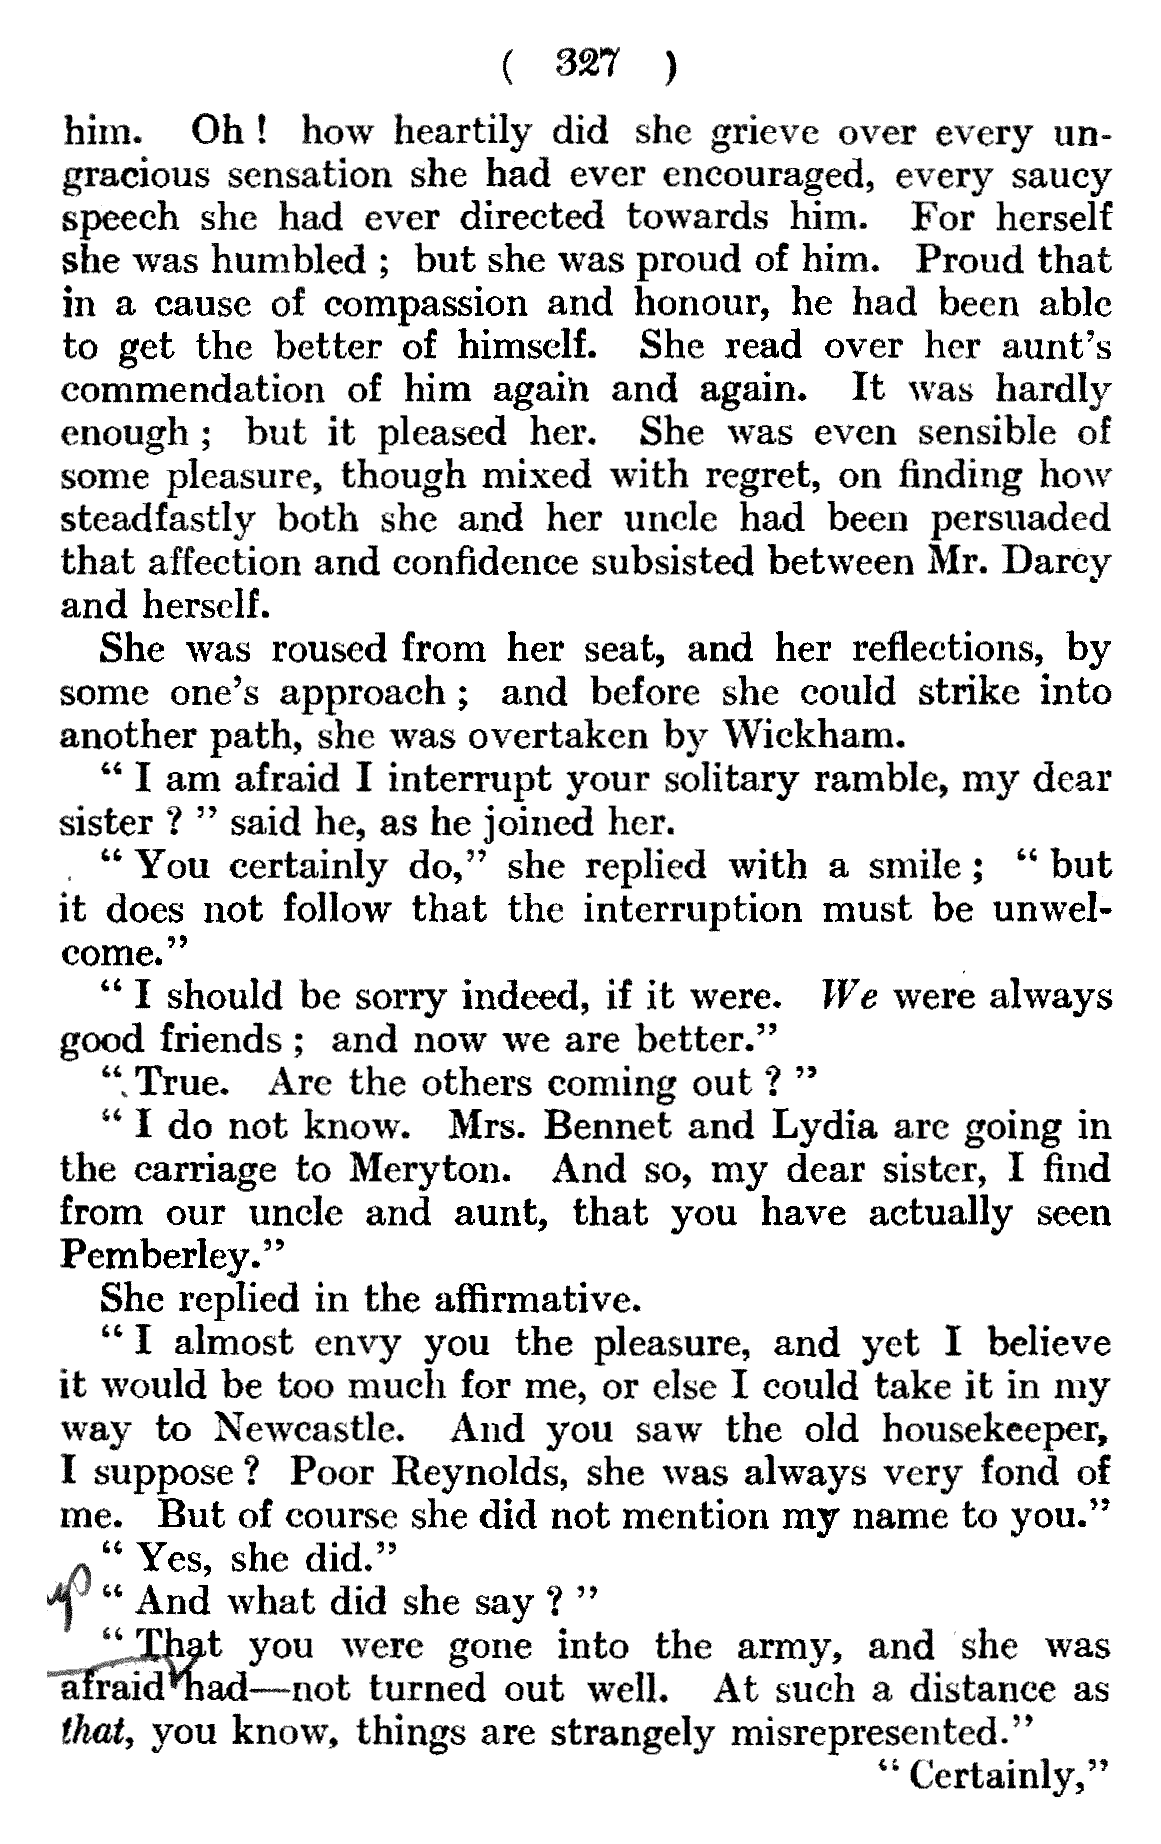 ( 327 )
him. Oh ! how heartily did she grieve over every un-
gracious sensation she had ever encouraged, every saucy
speech she had ever directed towards him. For herself
she was humbled ; but she was proud of him. Proud that
in a cause of compassion and honour, he had been able
to get the better of himself. She read over her aunt's
commendation of him again and again. It was hardly
enough ; but it pleased her. She was even sensible of
some pleasure, though mixed with regret, on finding how
steadfastly both she and her uncle had been persuaded
that affection and confidence subsisted between Mr. Darcy
and herself.
She was roused from her seat, and her reflections, by
some one's approach ; and before she could strike into
another path, she was overtaken by Wickham.
“ I am afraid I interrupt your solitary ramble, my dear
sister ? ” said he, as he joined her.
“ You certainly do,” she replied with a smile ; “ but
it does not follow that the interruption must be unwel-
come.”
“ I should be sorry indeed, if it were. We were always
good friends ; and now we are better.”
“ True. Are the others coming out ? ”
“ I do not know. Mrs. Bennet and Lydia are going in
the carriage to Meryton. And so, my dear sister, I find
from our uncle and aunt, that you have actually seen
Pemberley.”
She replied in the affirmative.
“ I almost envy you the pleasure, and yet I believe
it would be too much for me, or else I could take it in my
way to Newcastle. And you saw the old housekeeper,
I suppose ? Poor Reynolds, she was always very fond of
me. But of course she did not mention my name to you.”
“ Yes, she did.”
“ And what did she say ? ”
“ That you were gone into the army, and she was
afraid had—not turned out well. At such a distance as
that, you know, things are strangely misrepresented.”
“ Certainly,”